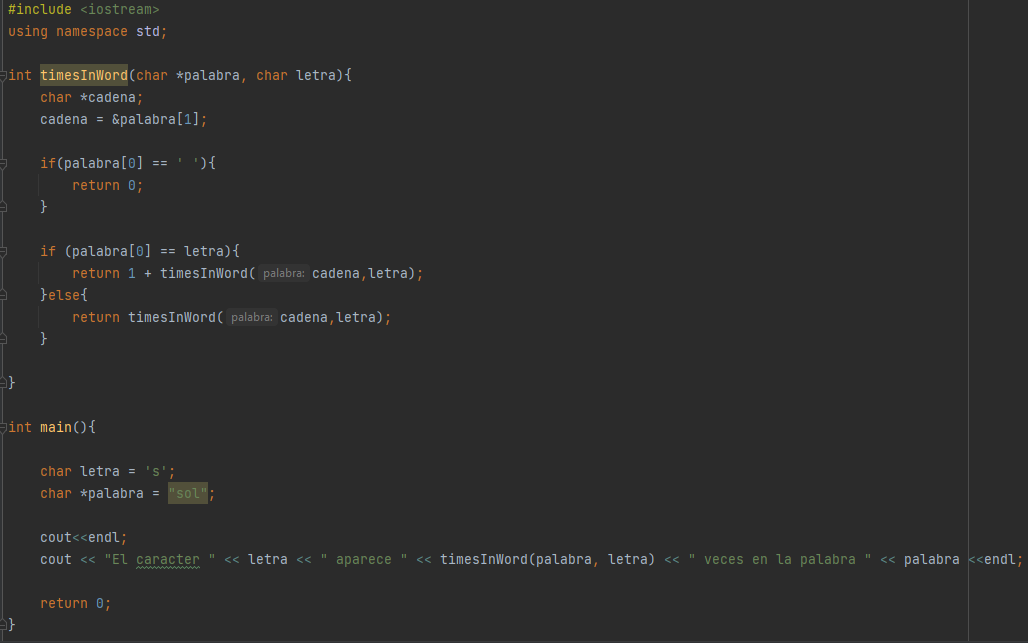 #include <iostream>
using namespace std;
int timesInWord(char *palabra, char letra){
char *cadena;
cadena = &palabra[1];
if(palabra[0] == ' '){
return 0;
}
if (palabra[0] == letra){
return 1 + timesInWord( palabra: cadena,letra);
}else{
return timesInWord( palabra: cadena,letra);
}
}
int main(){
char letra = 's';
char *palabra = "sol";
cout<<endl;
cout << "El caracter " << letra << " aparece " << timesInWord(palabra, letra) << " veces en la palabra " << palabra <<endl;
return 0;
}